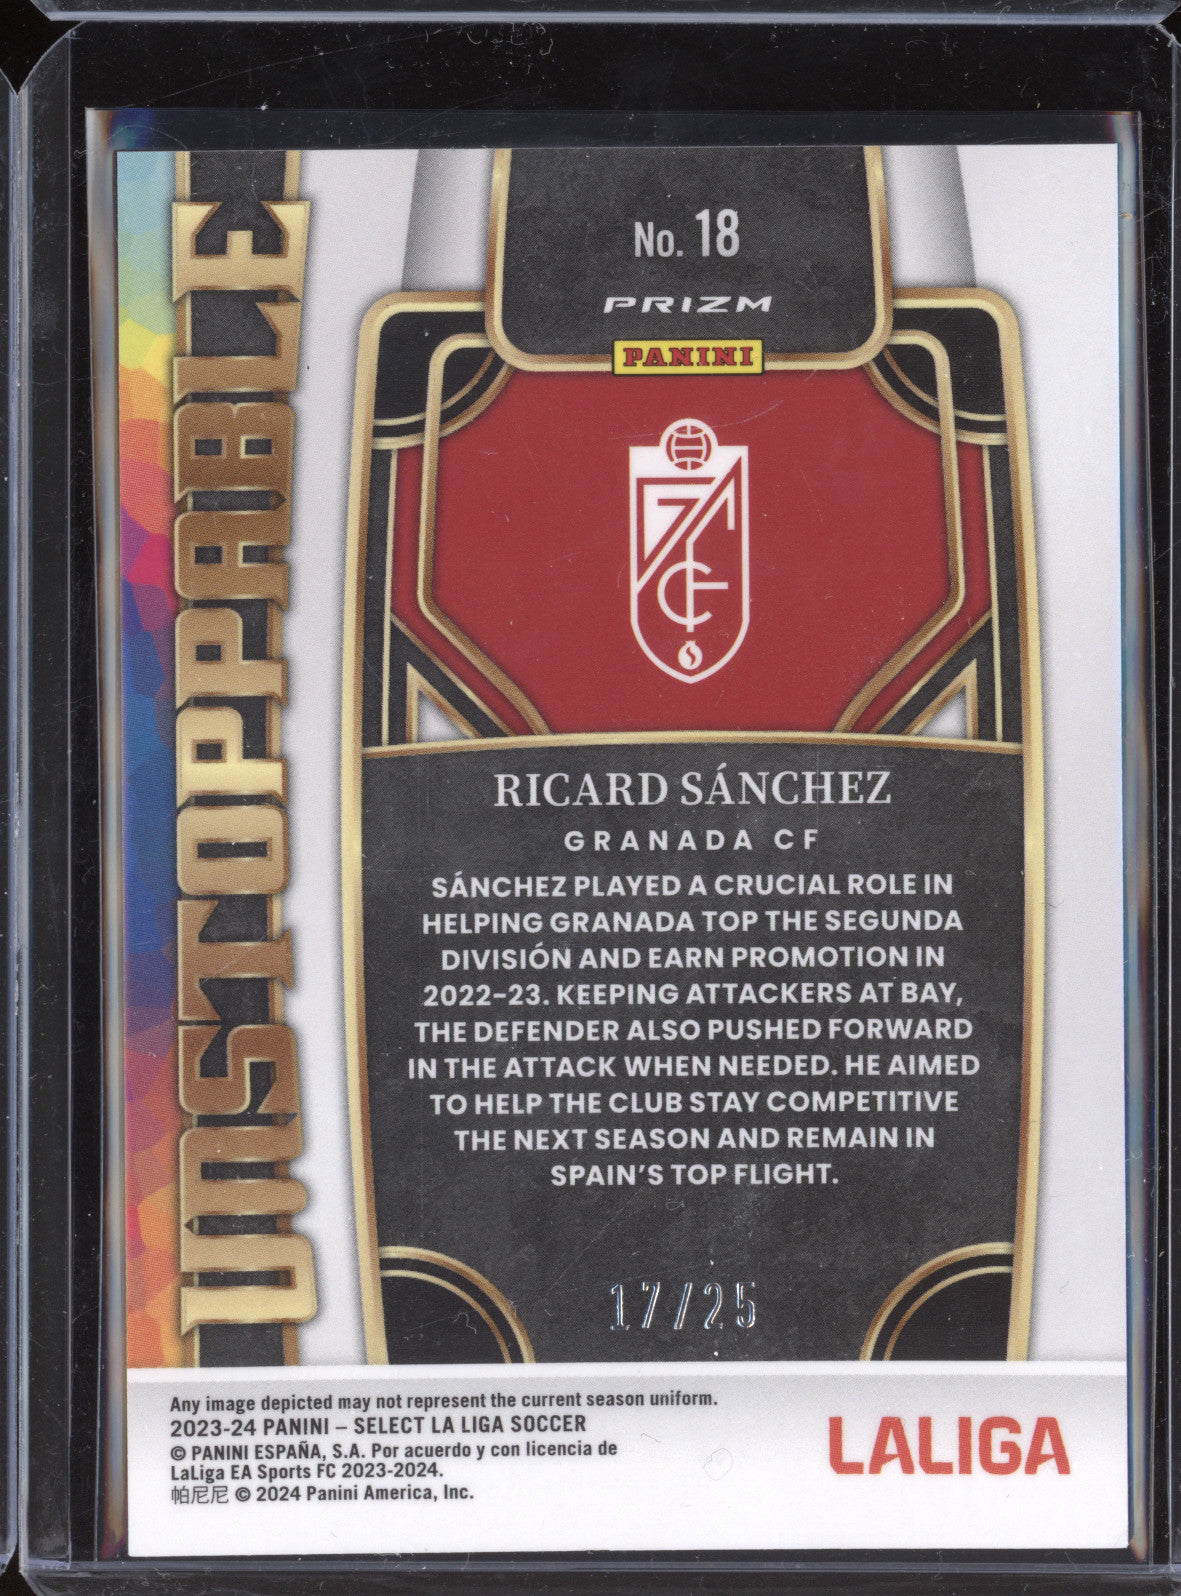 No. 18
PRIZM
PANINI
UNSTOPPABLE
RICARD SÁNCHEZ
GRANADA CF
SÁNCHEZ PLAYED A CRUCIAL ROLE IN
HELPING GRANADA TOP THE SEGUNDA
DIVISIÓN AND EARN PROMOTION IN
2022-23. KEEPING ATTACKERS AT BAY,
THE DEFENDER ALSO PUSHED FORWARD
IN THE ATTACK WHEN NEEDED. HE AIMED
TO HELP THE CLUB STAY COMPETITIVE
THE NEXT SEASON AND REMAIN IN
SPAIN'S TOP FLIGHT.
17/25
Any image depicted may not represent the current season uniform.
2023-24 PANINI – SELECT LA LIGA SOCCER
© PANINI ESPAÑA, S.A. Por acuerdo y con licencia de
LaLiga EA Sports FC 2023-2024.
帕尼尼 © 2024 Panini America, Inc.
LALIGA